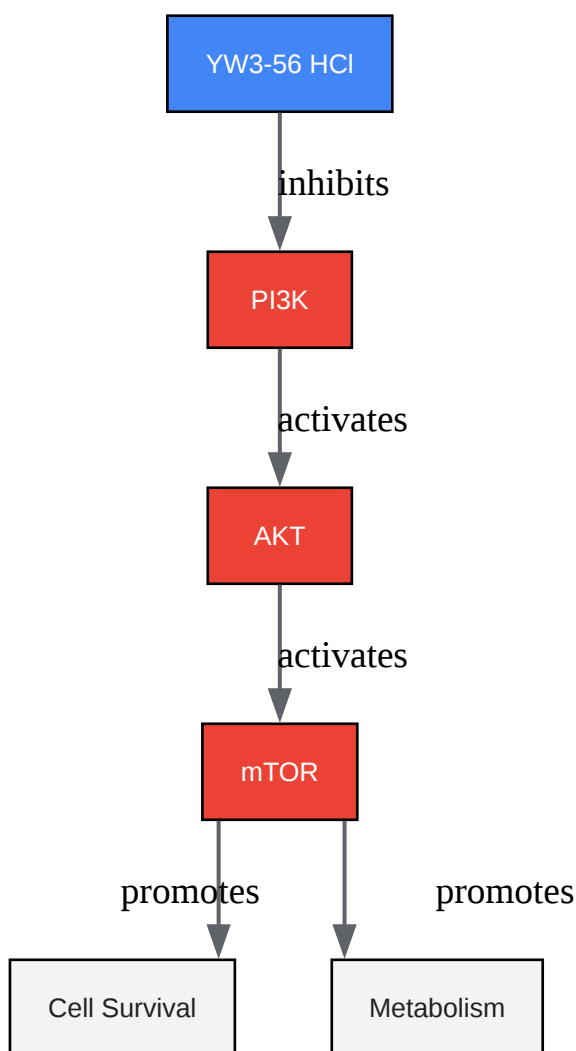 YW3-56 HCl
inhibits
PI3K
activates
AKT
activates
mTOR
promotes
promotes
Cell Survival
Metabolism